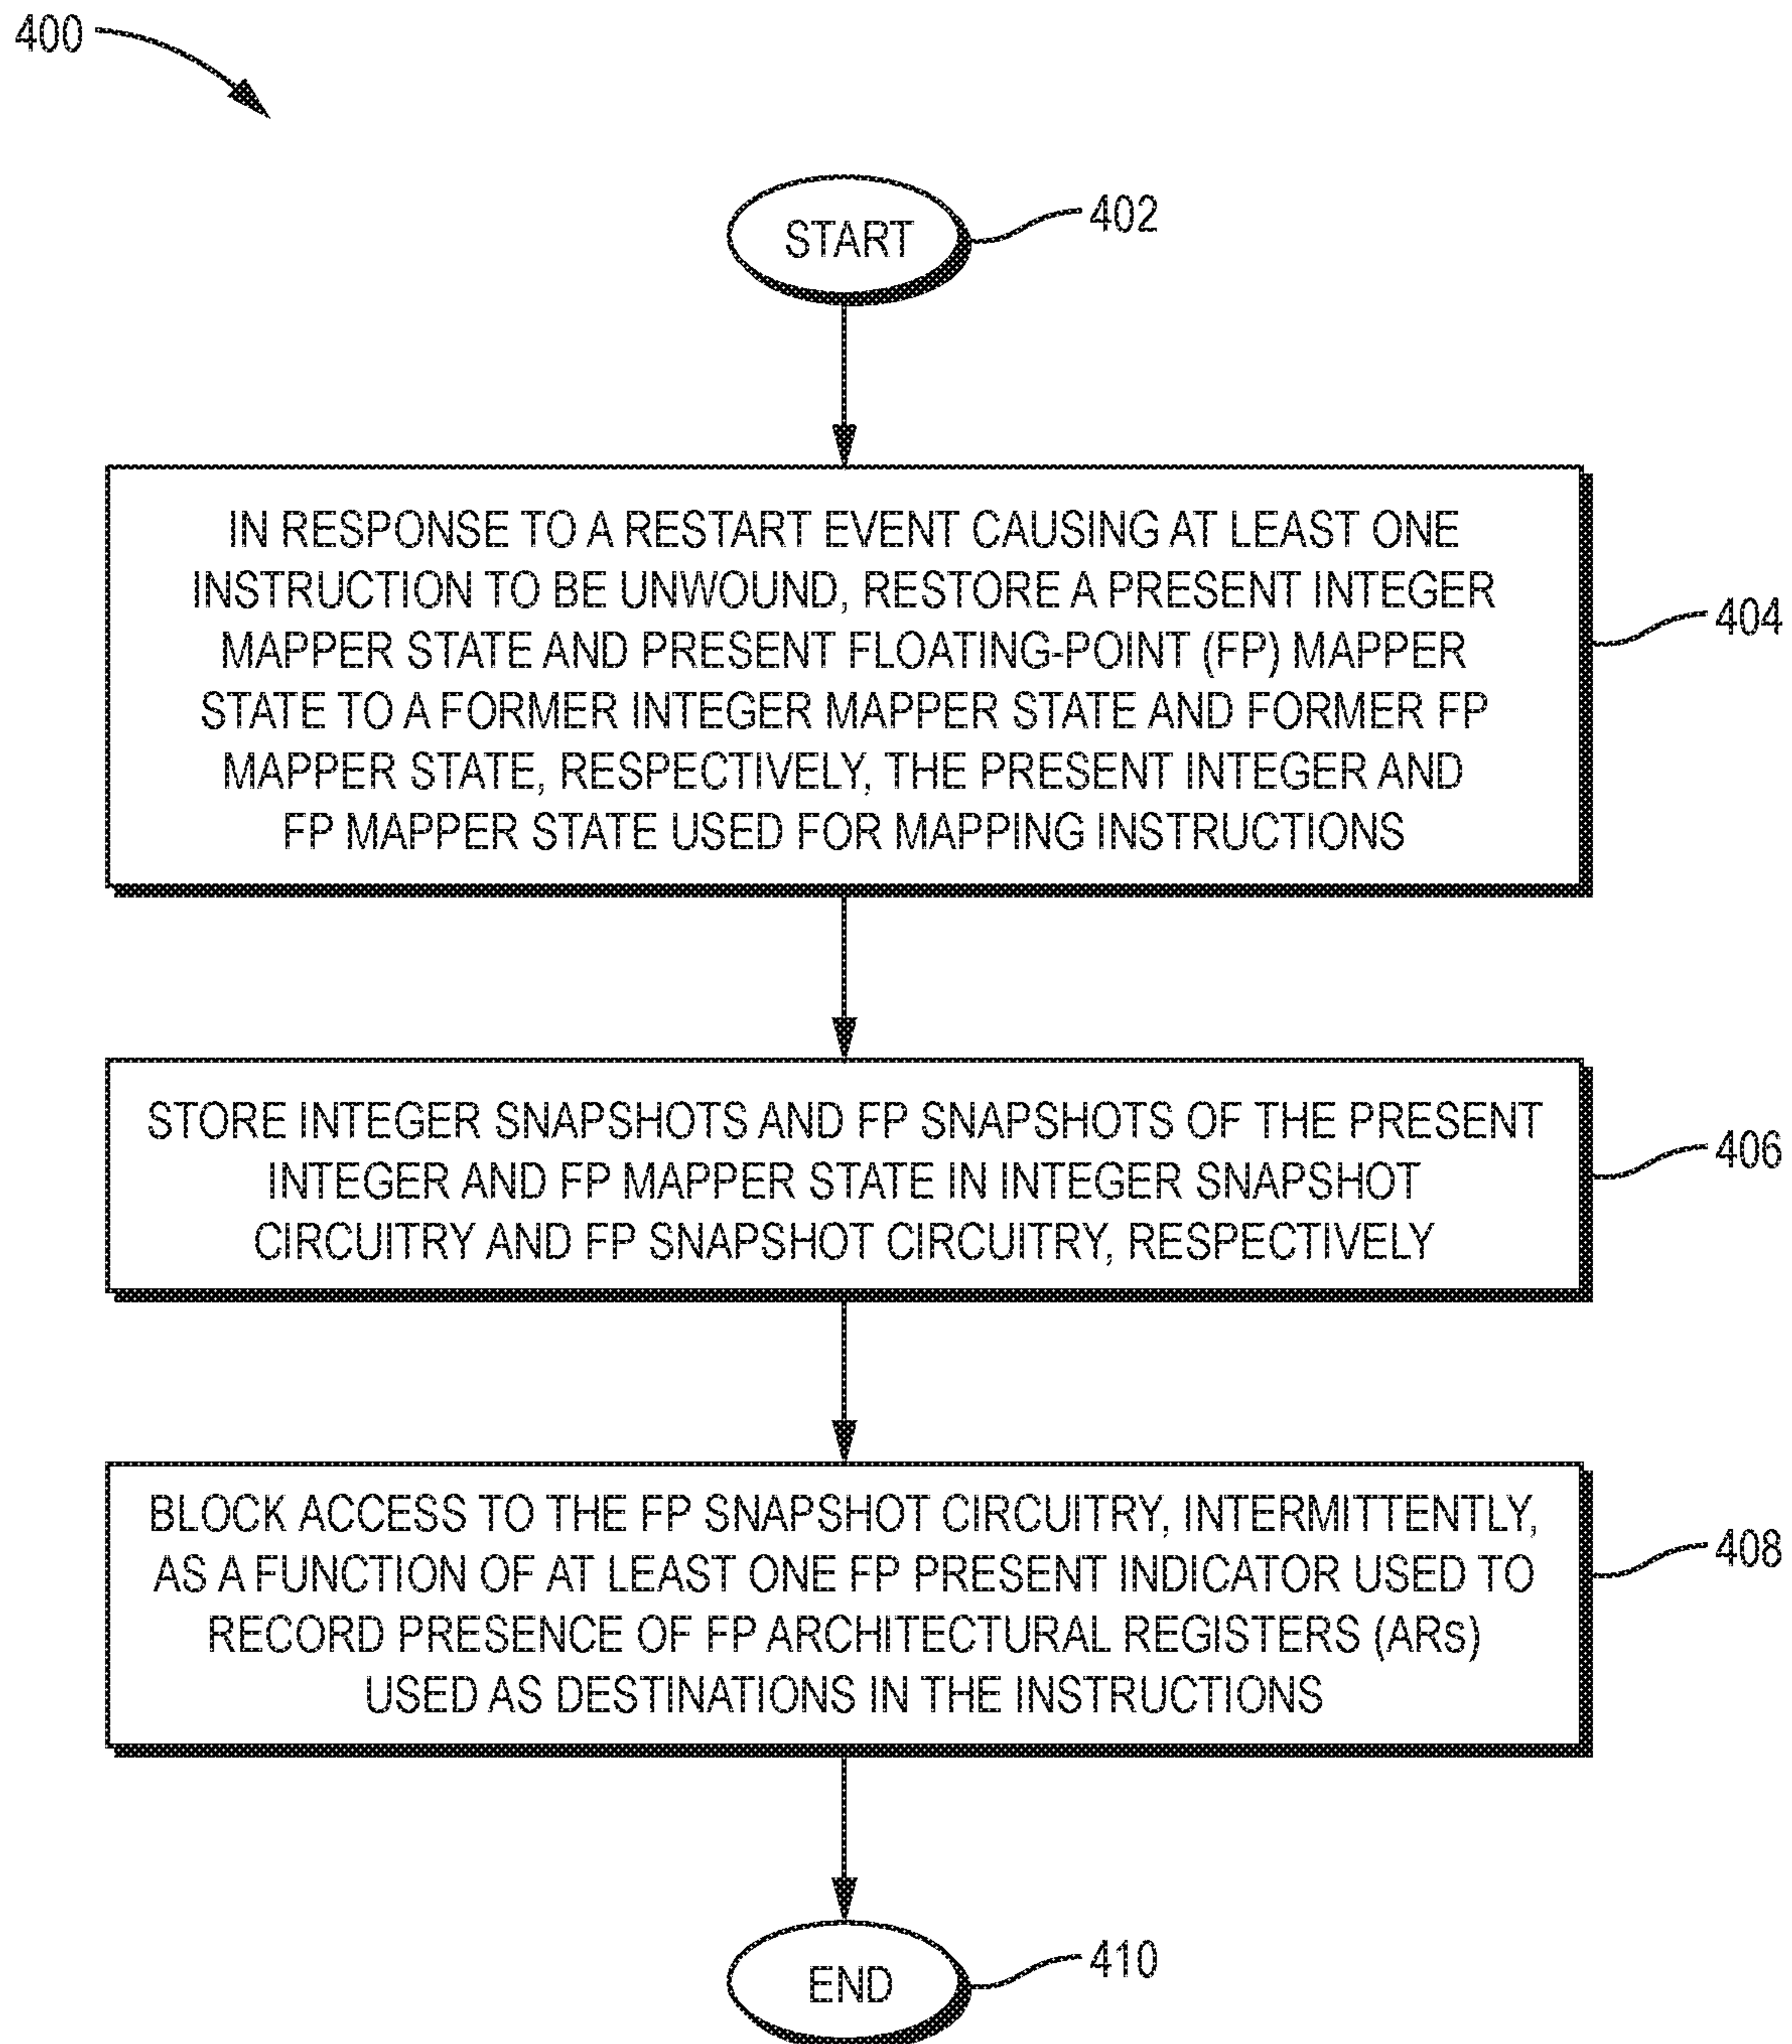 400
START
402
IN RESPONSE TO A RESTART EVENT CAUSING AT LEAST ONE
INSTRUCTION TO BE UNWOUND, RESTORE A PRESENT INTEGER
MAPPER STATE AND PRESENT FLOATING-POINT (FP) MAPPER
STATE TO A FORMER INTEGER MAPPER STATE AND FORMER FP
MAPPER STATE, RESPECTIVELY, THE PRESENT INTEGER AND
FP MAPPER STATE USED FOR MAPPING INSTRUCTIONS
404
STORE INTEGER SNAPSHOTS AND FP SNAPSHOTS OF THE PRESENT
INTEGER AND FP MAPPER STATE IN INTEGER SNAPSHOT
CIRCUITRY AND FP SNAPSHOT CIRCUITRY, RESPECTIVELY
406
BLOCK ACCESS TO THE FP SNAPSHOT CIRCUITRY, INTERMITTENTLY,
AS A FUNCTION OF AT LEAST ONE FP PRESENT INDICATOR USED TO
RECORD PRESENCE OF FP ARCHITECTURAL REGISTERS (ARs)
USED AS DESTINATIONS IN THE INSTRUCTIONS
408
END
410